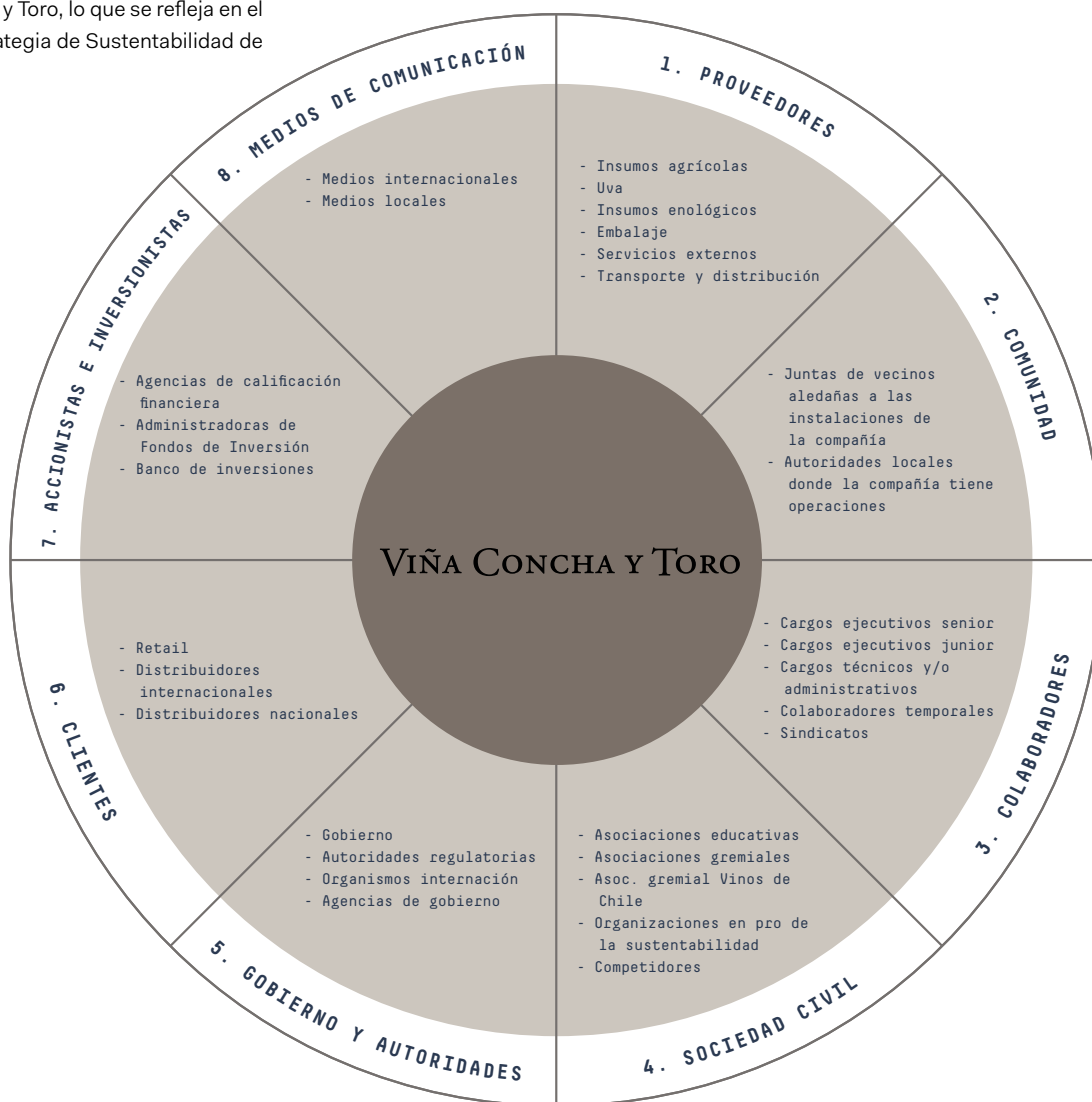 y Toro, lo que se refleja en el
ategia de Sustentabilidad de
1. PROVEEDORES
- Insumos agrícolas
- Uva
- Insumos enológicos
- Embalaje
- Servicios externos
- Transporte y distribución
2. COMUNIDAD
- Juntas de vecinos
aledañas a las
instalaciones de
la compañía
- Autoridades locales
donde la compañía tiene
operaciones
3. COLABORADORES
- Cargos ejecutivos senior
- Cargos ejecutivos junior
- Cargos técnicos y/o
administrativos
- Colaboradores temporales
- Sindicatos
4. SOCIEDAD CIVIL
- Asociaciones educativas
- Asociaciones gremiales
- Asoc. gremial Vinos de
Chile
- Organizaciones en pro de
la sustentabilidad
- Competidores
5. GOBIERNO Y AUTORIDADES
- Gobierno
- Autoridades regulatorias
- Organismos internación
- Agencias de gobierno
6. CLIENTES
- Retail
- Distribuidores
internacionales
- Distribuidores nacionales
7. ACCIONISTAS E INVERSIONISTAS
- Agencias de calificación
financiera
- Administradoras de
Fondos de Inversión
- Banco de inversiones
8. MEDIOS DE COMUNICACIÓN
- Medios internacionales
- Medios locales
VIÑA CONCHA Y TORO